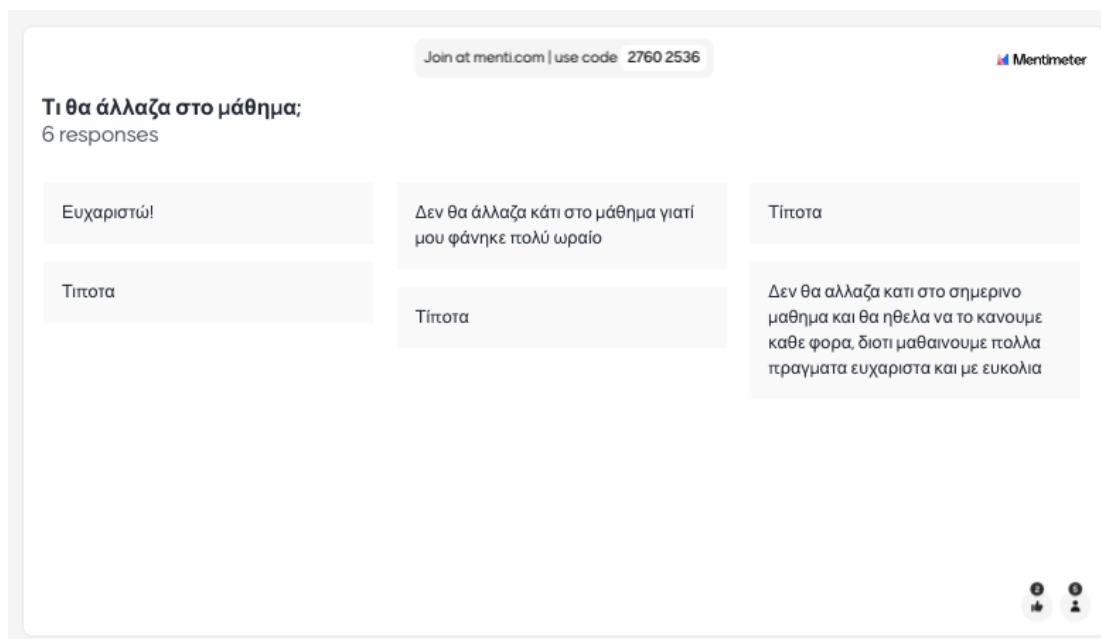 Join at menti.com | use code 2760 2536
Mentimeter
Τι θα άλλαζα στο μάθημα;
6 responses
Ευχαριστώ!
Τιποτα
Δεν θα άλλαζα κάτι στο μάθημα γιατί
μου φάνηκε πολύ ωραίο
Τίποτα
Τίποτα
Δεν θα αλλαζα κατι στο σημερινο
μαθημα και θα ηθελα να το κανουμε
καθε φορα, διοτι μαθαινουμε πολλα
πραγματα ευχαριστα και με ευκολια
2